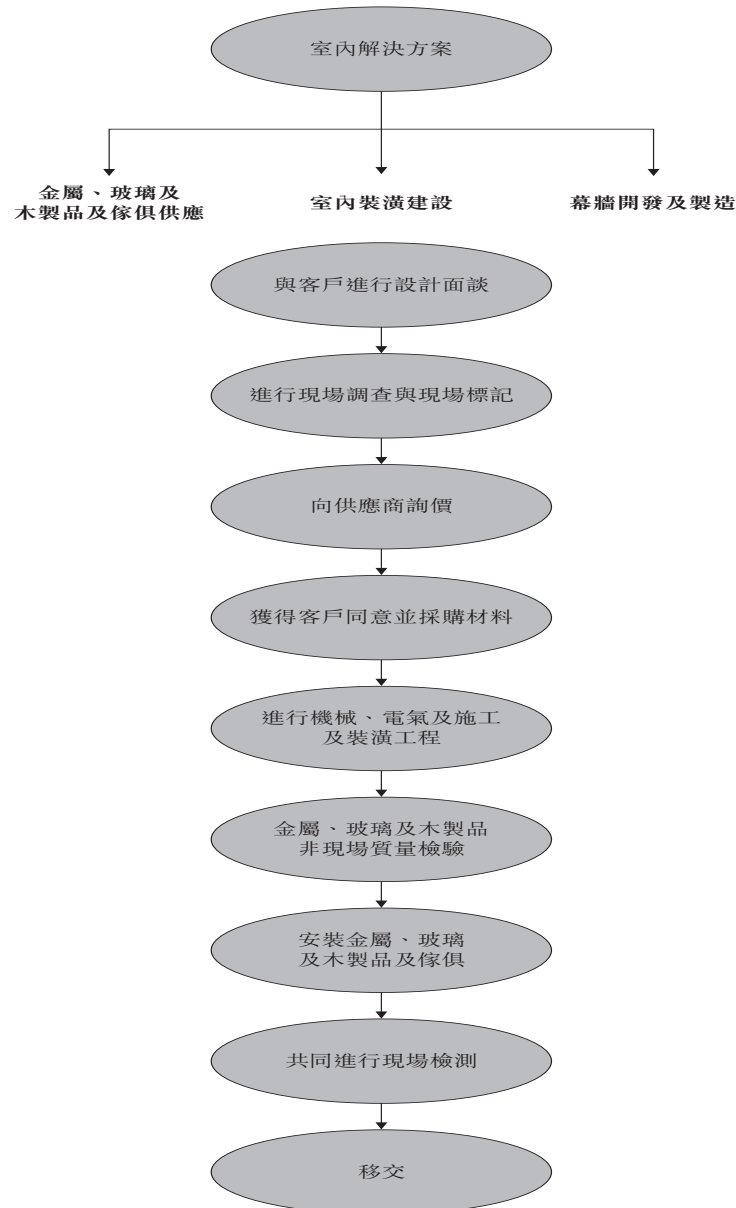 室內解決方案
金屬、玻璃及
木製品及傢俱供應
室內裝潢建設
幕牆開發及製造
與客戶進行設計面談
進行現場調查與現場標記
向供應商詢價
獲得客戶同意並採購材料
進行機械、電氣及施工
及裝潢工程
金屬、玻璃及木製品
非現場質量檢驗
安裝金屬、玻璃
及木製品及傢俱
共同進行現場檢測
移交